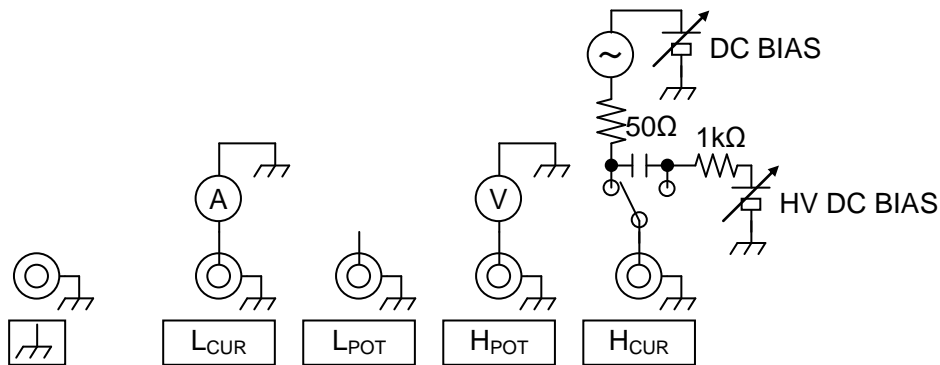 DC BIAS
~
50Ω
1kΩ
A
V
HV DC BIAS
LCUR
LPOT
HPOT
HCUR